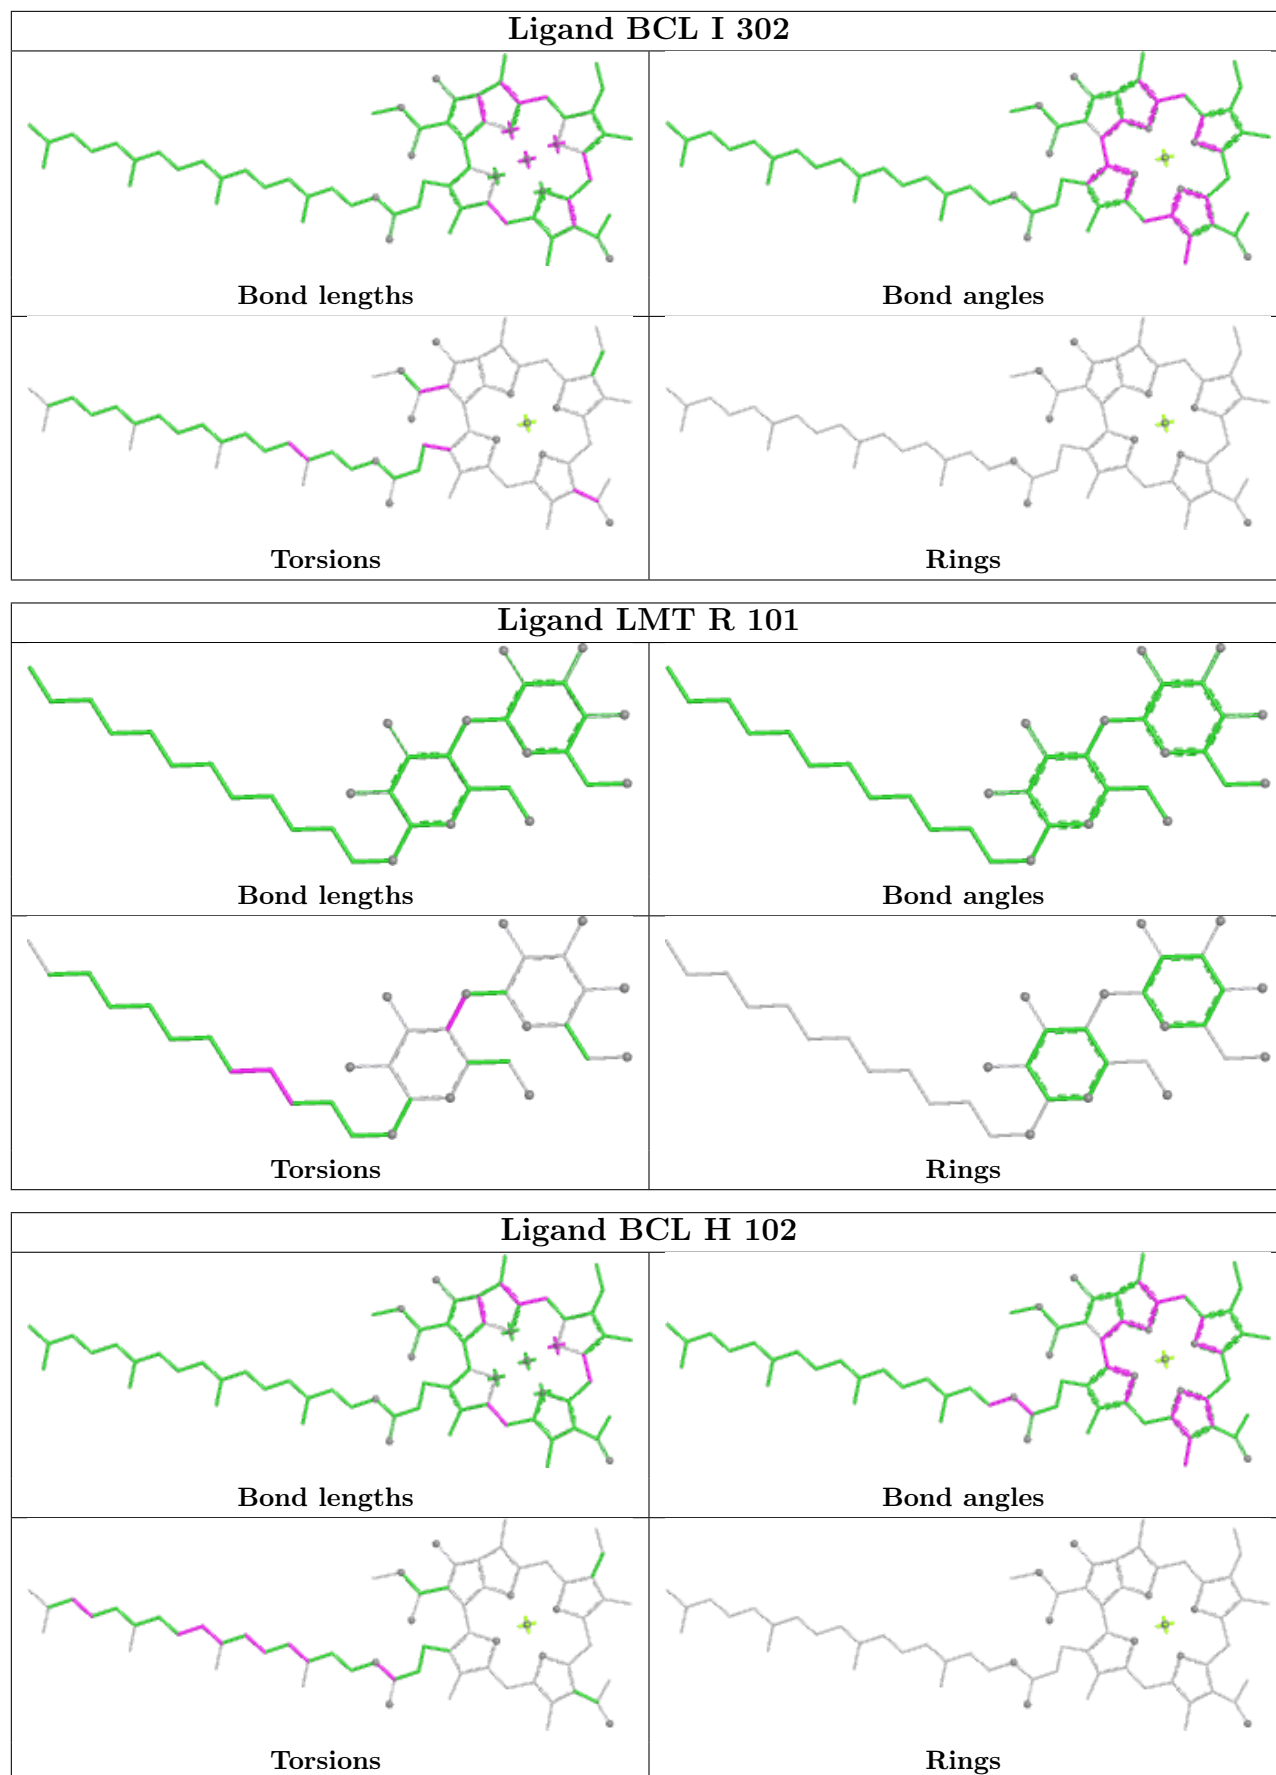 Ligand BCL I 302
Bond lengths
Bond angles
Torsions
Rings
Ligand LMT R 101
Bond lengths
Bond angles
Torsions
Rings
Ligand BCL H 102
Bond lengths
Bond angles
Torsions
Rings